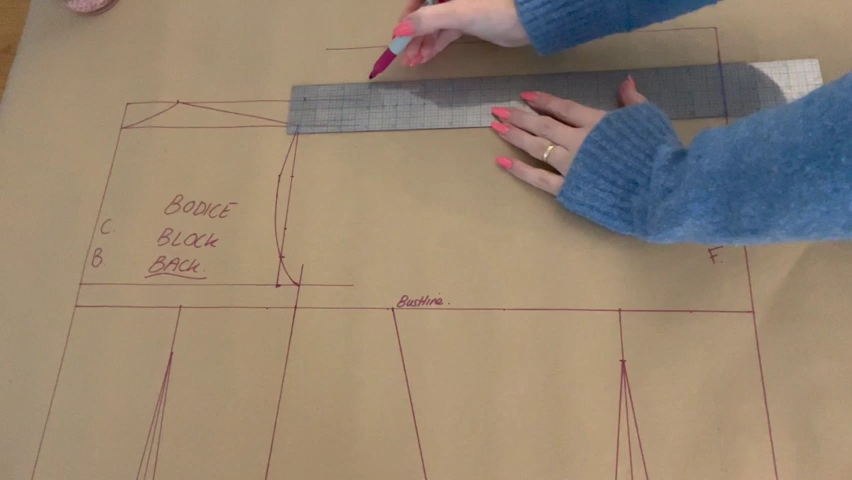 BODICE
C. BLOCK
B BACK.
F.
Bustline.